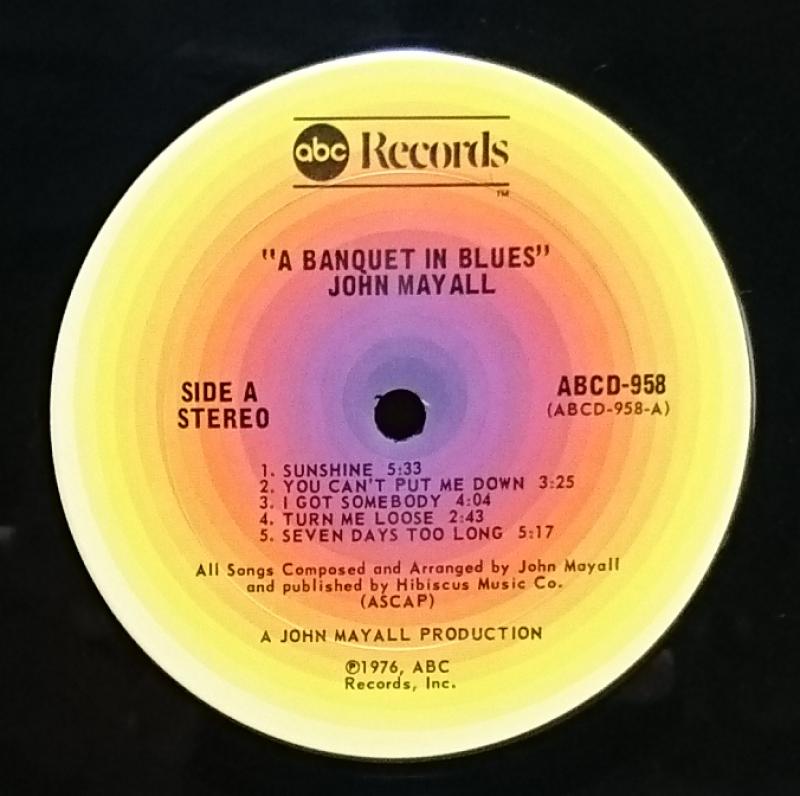 abc Records
TM
"A BANQUET IN BLUES"
JOHN MAYALL
SIDE A
STEREO
ABCD-958
(ABCD-958-A)
1. SUNSHINE 5:33
2. YOU CAN'T PUT ME DOWN 3:25
3. I GOT SOMEBODY 4:04
4. TURN ME LOOSE 2:43
5. SEVEN DAYS TOO LONG 5:17
All Songs Composed and Arranged by John Mayall
and published by Hibiscus Music Co.
(ASCAP)
A JOHN MAYALL PRODUCTION
℗1976, ABC
Records, Inc.